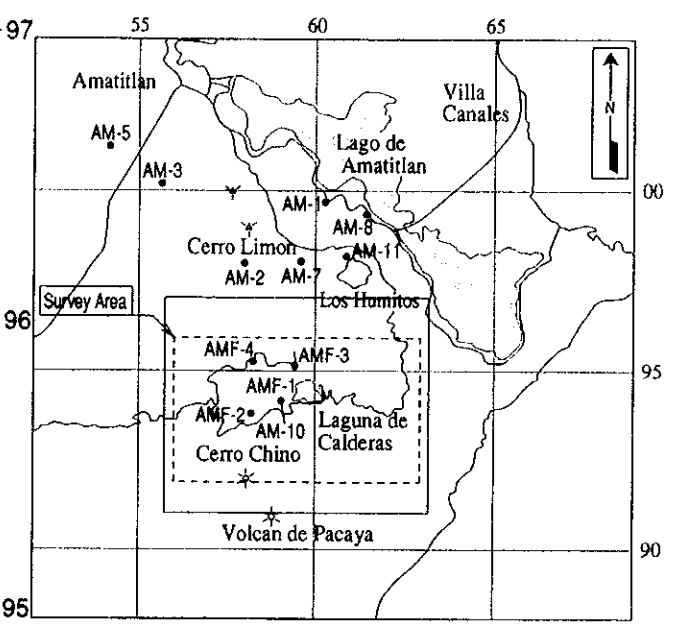 97
55
60
65
Amatitlan
Villa
Canales
N
AM-5
Lago de
Amatitlan
AM-3
00
AM-1
AM-8
Cerro Limon
AM-11
AM-2
AM-7
Los Humitos
Survey Area
96
AMF-4
AMF-3
95
AMF-1
AMF-2
AM-10
Laguna de
Calderas
Cerro Chino
Volcan de Pacaya
90
95